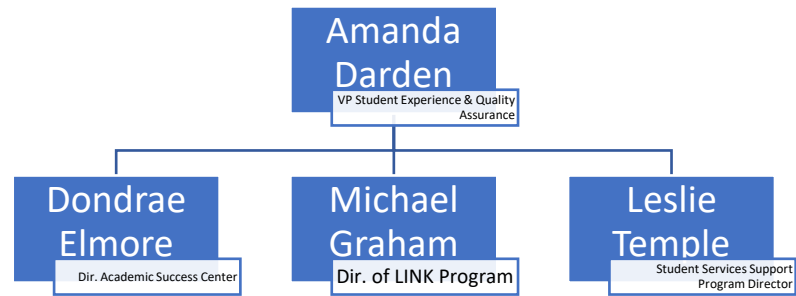 Amanda
Darden
VP Student Experience & Quality
Assurance
Dondrae
Elmore
Dir. Academic Success Center
Michael
Graham
Dir. of LINK Program
Leslie
Temple
Student Services Support
Program Director